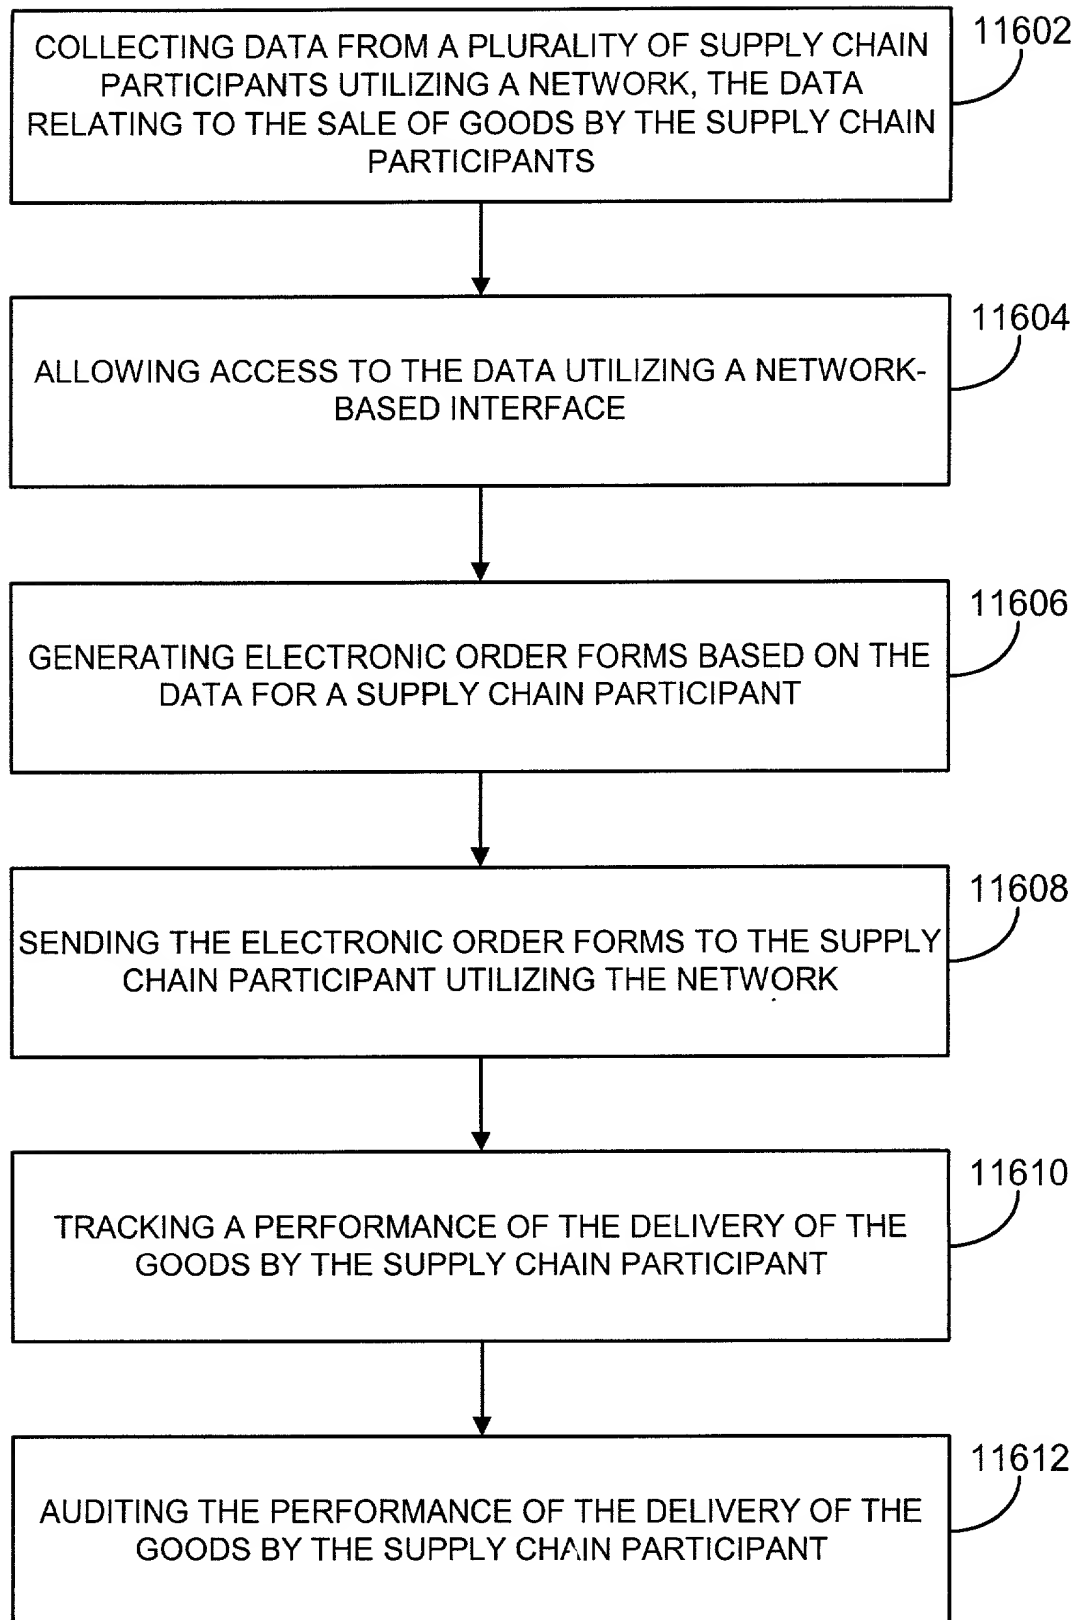 COLLECTING DATA FROM A PLURALITY OF SUPPLY CHAIN
PARTICIPANTS UTILIZING A NETWORK, THE DATA
RELATING TO THE SALE OF GOODS BY THE SUPPLY CHAIN
PARTICIPANTS
11602
ALLOWING ACCESS TO THE DATA UTILIZING A NETWORK-
BASED INTERFACE
11604
GENERATING ELECTRONIC ORDER FORMS BASED ON THE
DATA FOR A SUPPLY CHAIN PARTICIPANT
11606
SENDING THE ELECTRONIC ORDER FORMS TO THE SUPPLY
CHAIN PARTICIPANT UTILIZING THE NETWORK
11608
TRACKING A PERFORMANCE OF THE DELIVERY OF THE
GOODS BY THE SUPPLY CHAIN PARTICIPANT
11610
AUDITING THE PERFORMANCE OF THE DELIVERY OF THE
GOODS BY THE SUPPLY CHAIN PARTICIPANT
11612